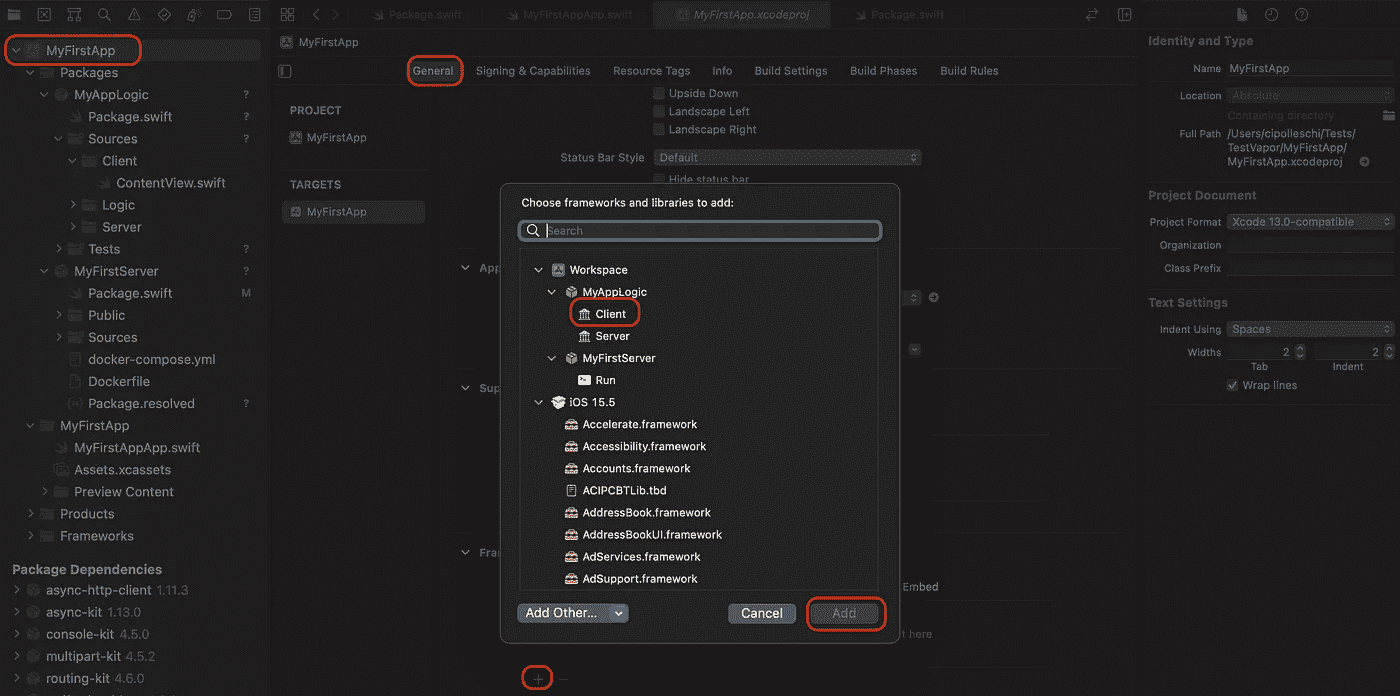 Package.swift
MyFirstAppApp.swift
MyFirstApp.xcodeproj
Package.swift
MyFirstApp
Packages
MyAppLogic ?
Package.swift ?
Sources ?
Client
ContentView.swift
Logic
Server
Tests ?
MyFirstServer ?
Package.swift M
Public
Sources
docker-compose.yml
Dockerfile
Package.resolved ?
MyFirstApp
MyFirstAppApp.swift
Assets.xcassets
Preview Content
Products
Frameworks
Package Dependencies
async-http-client 1.11.3
async-kit 1.13.0
console-kit 4.5.0
multipart-kit 4.5.2
routing-kit 4.6.0
MyFirstApp
General Signing & Capabilities Resource Tags Info Build Settings Build Phases Build Rules
PROJECT
MyFirstApp
TARGETS
MyFirstApp
Upside Down
Landscape Left
Landscape Right
Status Bar Style Default
Hide status bar
App
Sup
Fra
Embed
t here
Choose frameworks and libraries to add:
Search
Workspace
MyAppLogic
Client
Server
MyFirstServer
Run
iOS 15.5
Accelerate.framework
Accessibility.framework
Accounts.framework
ACIPCBTLib.tbd
AddressBook.framework
AddressBookUI.framework
AdServices.framework
AdSupport.framework
Add Other...
Cancel
Add
Identity and Type
Name MyFirstApp
Location Absolute
Containing directory
Full Path /Users/cipolleschi/Tests/
TestVapor/MyFirstApp/
MyFirstApp.xcodeproj
Project Document
Project Format Xcode 13.0-compatible
Organization
Class Prefix
Text Settings
Indent Using Spaces
Widths 2 2
Tab Indent
Wrap lines